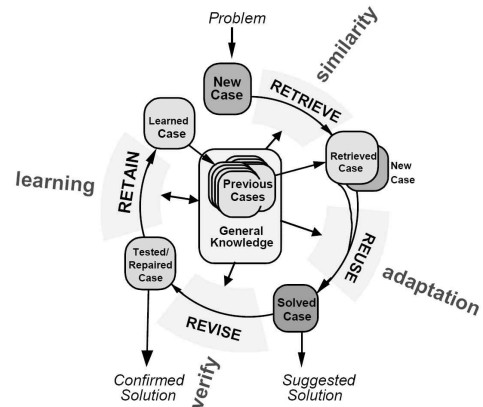 Problem
similarity
New
Case
RETRIEVE
Learned
Case
Retrieved
Case
New
Case
Previous
Cases
General
Knowledge
learning
RETAIN
REUSE
adaptation
Tested/
Repaired
Case
REVISE
Solved
Case
verify
Confirmed
Solution
Suggested
Solution